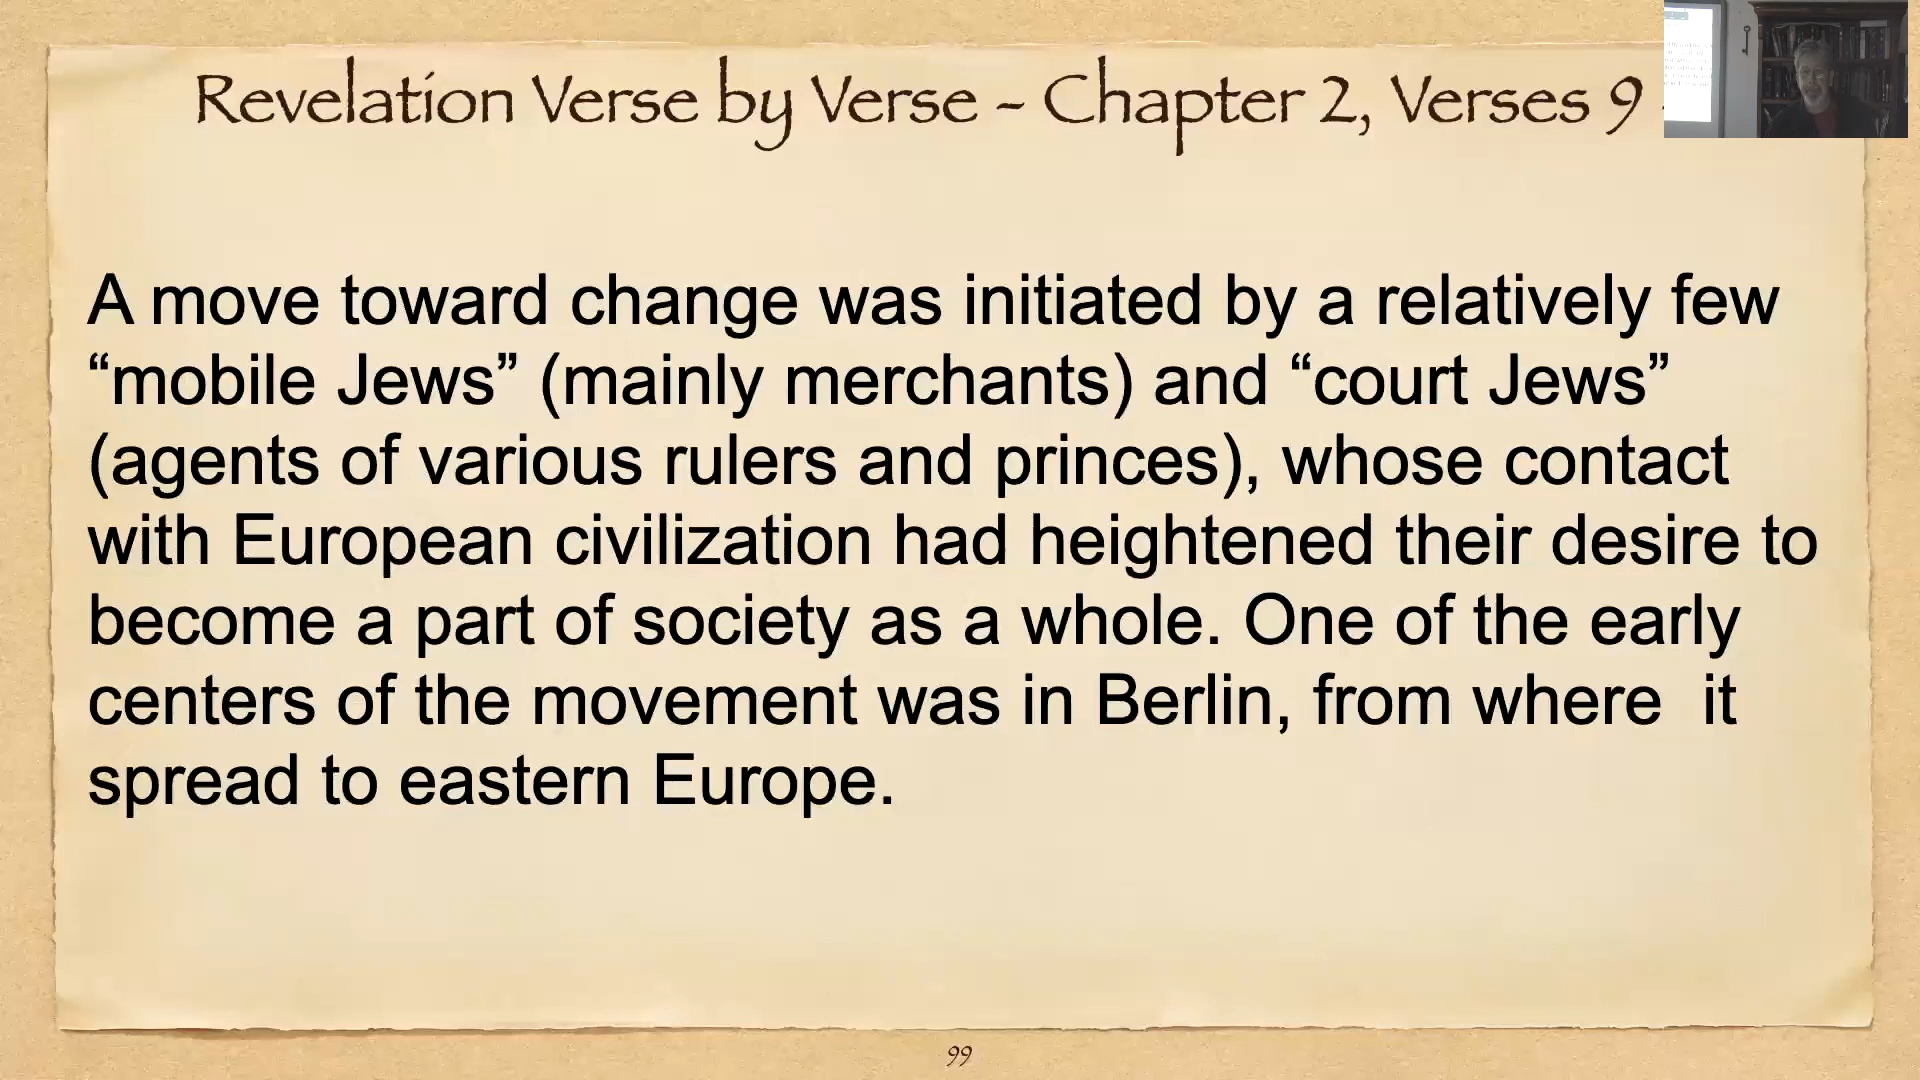 Revelation Verse by Verse - Chapter 2, Verses 9
A move toward change was initiated by a relatively few
“mobile Jews” (mainly merchants) and “court Jews”
(agents of various rulers and princes), whose contact
with European civilization had heightened their desire to
become a part of society as a whole. One of the early
centers of the movement was in Berlin, from where  it
spread to eastern Europe.
99